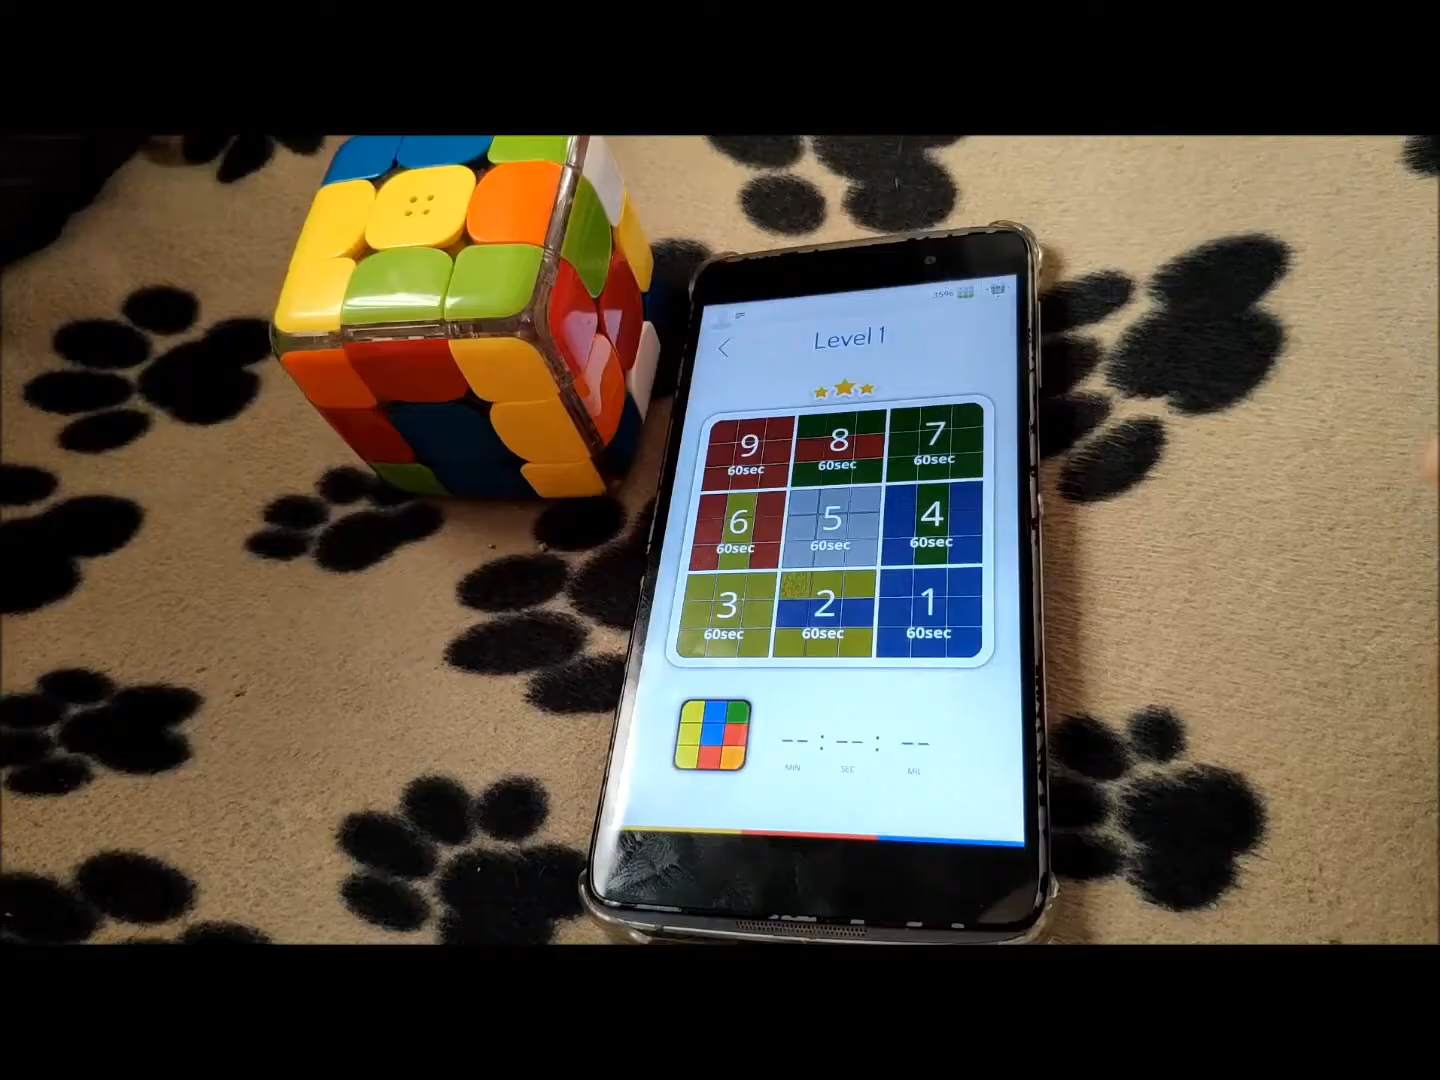 35%
Level 1
9 8 7
60sec 60sec 60sec
6 5 4
60sec 60sec 60sec
3 2 1
60sec 60sec 60sec
-- : -- : --
MIN SEC MIL